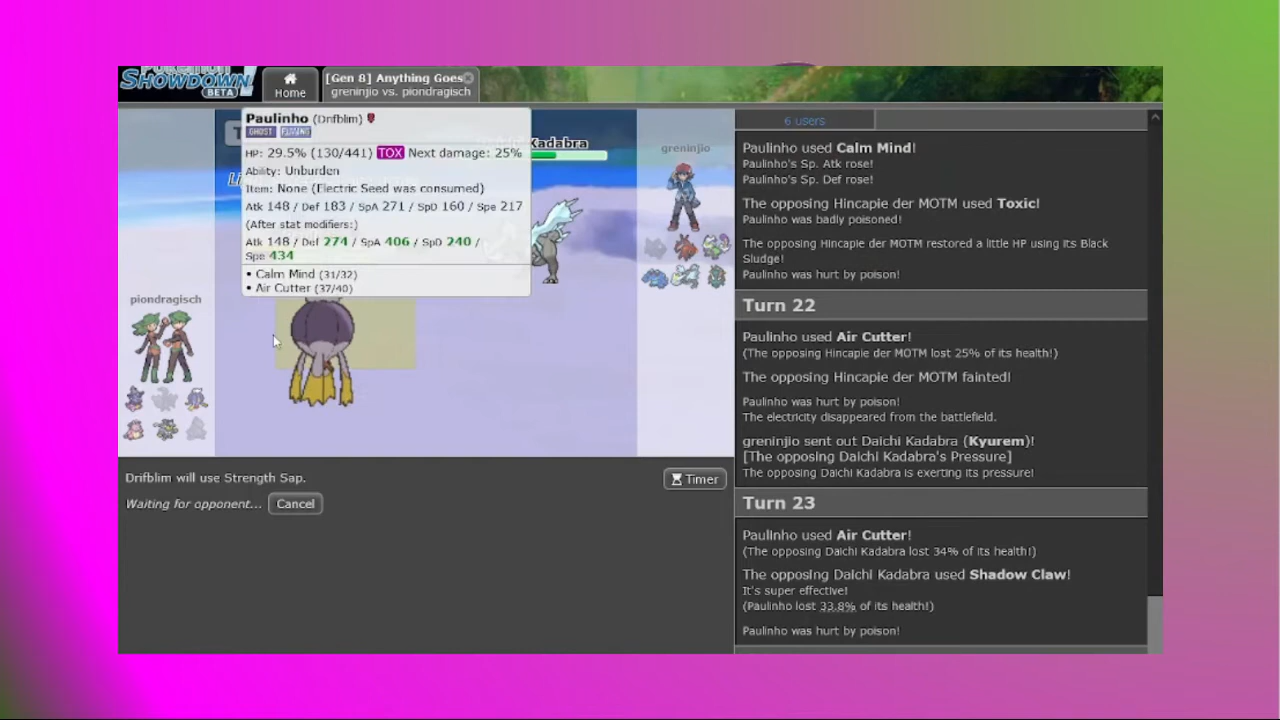 Pokémon
SHOWDOWN!
BETA
Home
[Gen 8] Anything Goes
greninjio vs. piondragisch
Paulinho (Drifblim)
GHOST FLYING
HP: 29.5% (130/441) TOX Next damage: 25%
Ability: Unburden
Item: None (Electric Seed was consumed)
Atk 148 / Def 183 / SpA 271 / SpD 160 / Spe 217
(After stat modifiers:)
Atk 148 / Def 274 / SpA 406 / SpD 240 /
Spe 434
• Calm Mind (31/32)
• Air Cutter (37/40)
Kadabra
greninjio
piondragisch
Drifblim will use Strength Sap.
Waiting for opponent... Cancel
Timer
6 users
Paulinho used Calm Mind!
Paulinho's Sp. Atk rose!
Paulinho's Sp. Def rose!
The opposing Hincapie der MOTM used Toxic!
Paulinho was badly poisoned!
The opposing Hincapie der MOTM restored a little HP using its Black
Sludge!
Paulinho was hurt by poison!
Turn 22
Paulinho used Air Cutter!
(The opposing Hincapie der MOTM lost 25% of its health!)
The opposing Hincapie der MOTM fainted!
Paulinho was hurt by poison!
The electricity disappeared from the battlefield.
greninjio sent out Daichi Kadabra (Kyurem)!
[The opposing Daichi Kadabra's Pressure]
The opposing Daichi Kadabra is exerting its pressure!
Turn 23
Paulinho used Air Cutter!
(The opposing Daichi Kadabra lost 34% of its health!)
The opposing Daichi Kadabra used Shadow Claw!
It's super effective!
(Paulinho lost 33.8% of its health!)
Paulinho was hurt by poison!